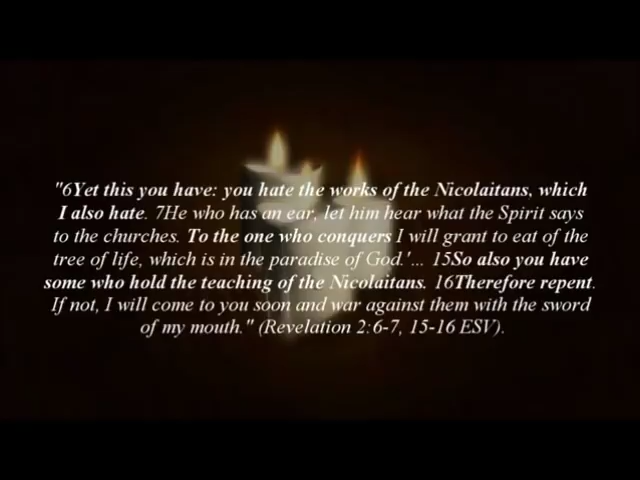 "6Yet this you have: you hate the works of the Nicolaitans, which
I also hate. 7He who has an ear, let him hear what the Spirit says
to the churches. To the one who conquers I will grant to eat of the
tree of life, which is in the paradise of God.'... 15So also you have
some who hold the teaching of the Nicolaitans. 16Therefore repent.
If not, I will come to you soon and war against them with the sword
of my mouth." (Revelation 2:6-7, 15-16 ESV).